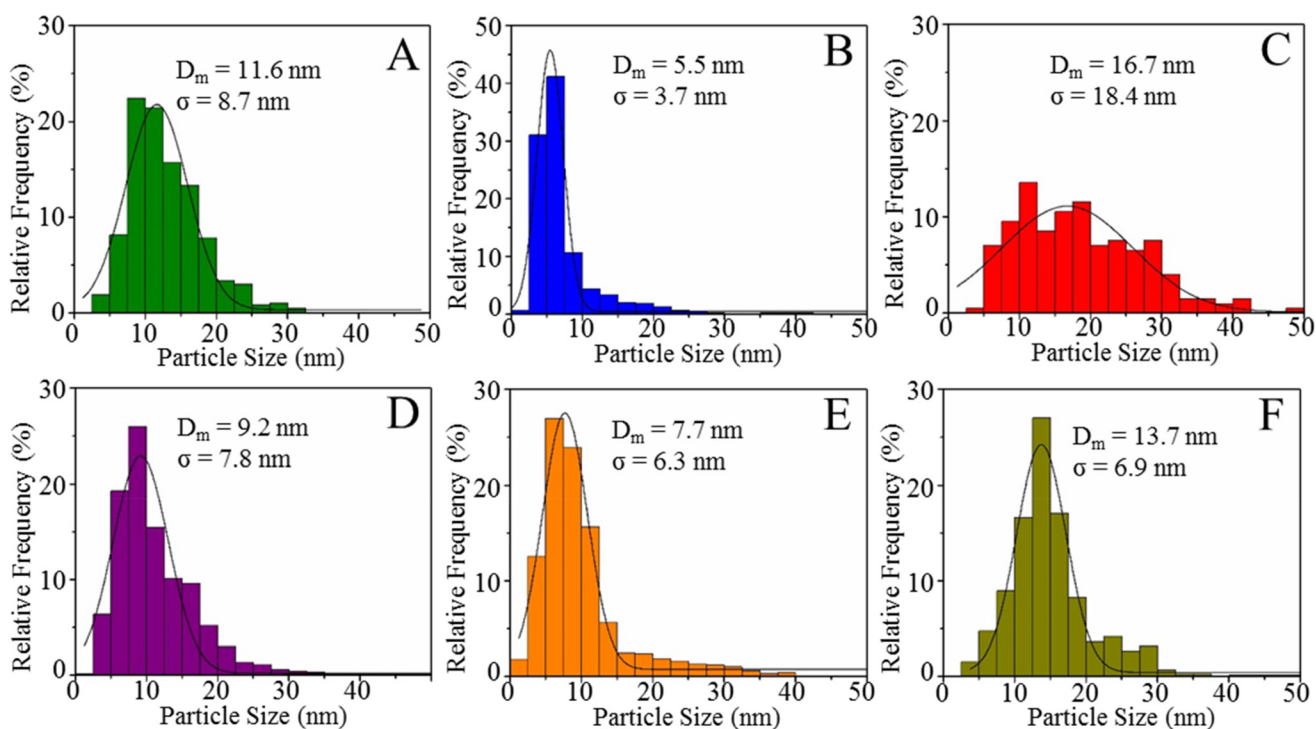 A
D_m = 11.6 nm
σ = 8.7 nm
Relative Frequency (%)
30
20
10
0
0 10 20 30 40 50
Particle Size (nm)
B
D_m = 5.5 nm
σ = 3.7 nm
Relative Frequency (%)
50
40
30
20
10
0
0 10 20 30 40 50
Particle Size (nm)
C
D_m = 16.7 nm
σ = 18.4 nm
Relative Frequency (%)
30
20
10
0
0 10 20 30 40 50
Particle Size (nm)
D
D_m = 9.2 nm
σ = 7.8 nm
Relative Frequency (%)
30
20
10
0
0 10 20 30 40
Particle Size (nm)
E
D_m = 7.7 nm
σ = 6.3 nm
Relative Frequency (%)
30
20
10
0
0 10 20 30 40 50
Particle Size (nm)
F
D_m = 13.7 nm
σ = 6.9 nm
Relative Frequency (%)
30
20
10
0
0 10 20 30 40 50
Particle Size (nm)